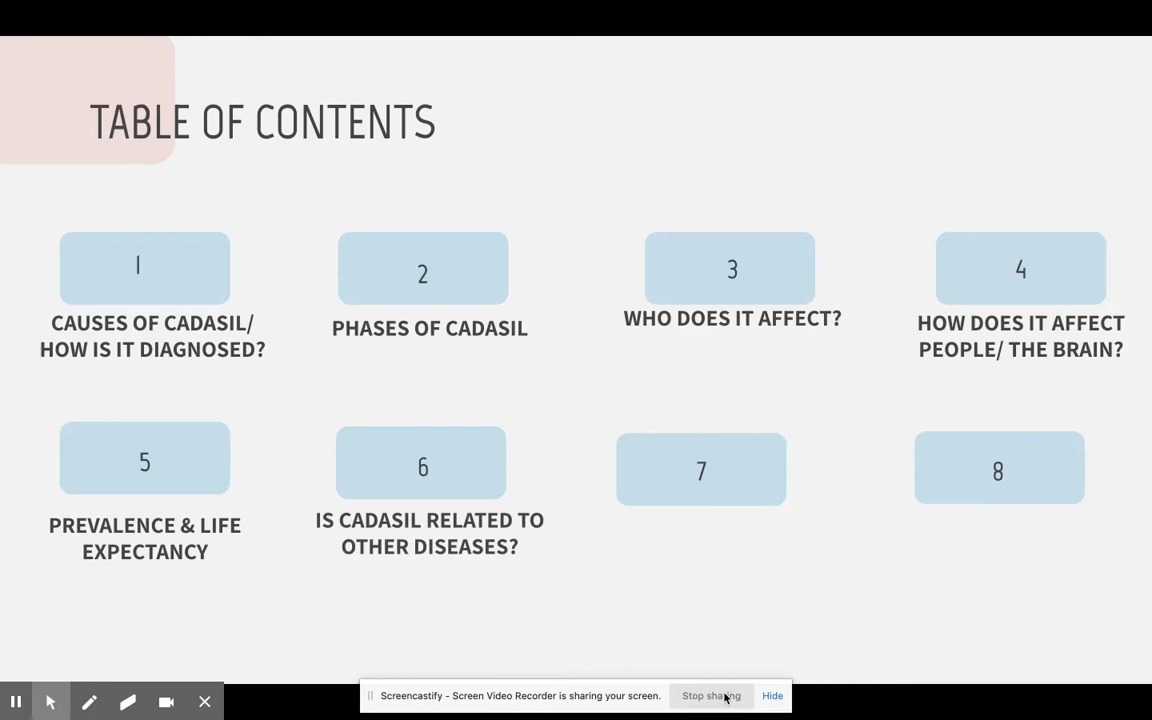 TABLE OF CONTENTS
1
2
3
4
CAUSES OF CADASIL/
HOW IS IT DIAGNOSED?
PHASES OF CADASIL
WHO DOES IT AFFECT?
HOW DOES IT AFFECT
PEOPLE/ THE BRAIN?
5
6
7
8
PREVALENCE & LIFE
EXPECTANCY
IS CADASIL RELATED TO
OTHER DISEASES?
Screencastify - Screen Video Recorder is sharing your screen.
Stop sharing
Hide